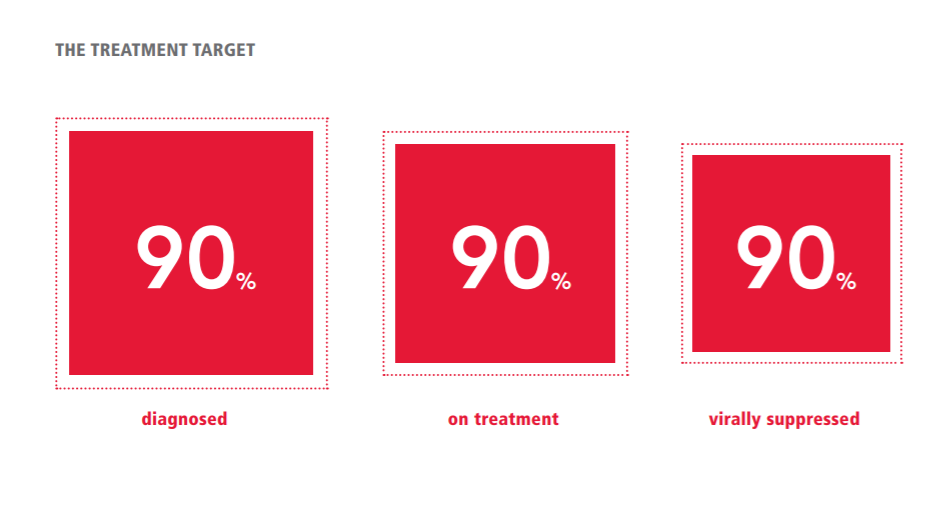 THE TREATMENT TARGET
90%
90%
90%
diagnosed
on treatment
virally suppressed